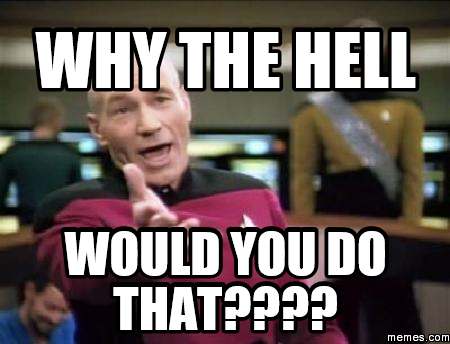 WHY THE HELL
WOULD YOU DO
THAT????
memes.com